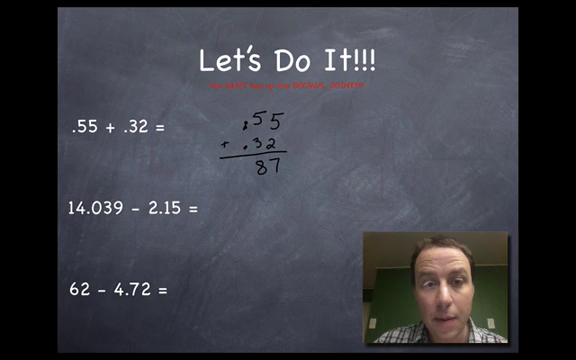 Let's Do It!!!
.55 + .32 =
.55
+ .32
87
14.039 - 2.15 =
62 - 4.72 =